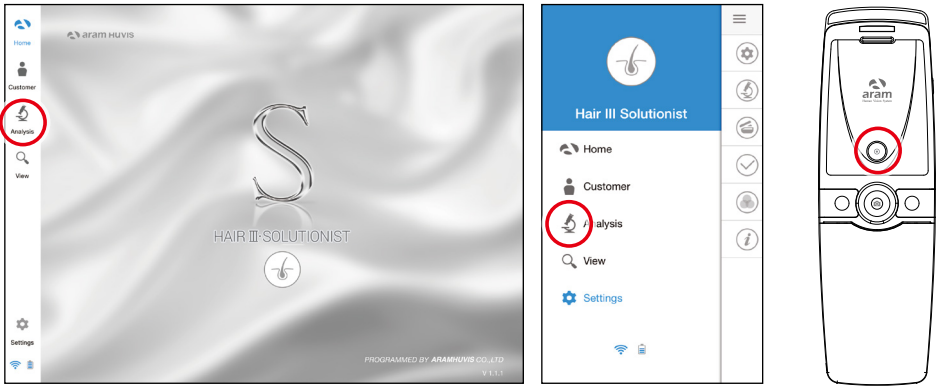 Home
Customer
Analysis
View
Settings
aram HUVIS
S
HAIR III-SOLUTIONIST
PROGRAMMED BY ARAMHUVIS CO.,LTD
V 1.1.1
Hair III Solutionist
Home
Customer
Analysis
View
Settings
i
aram